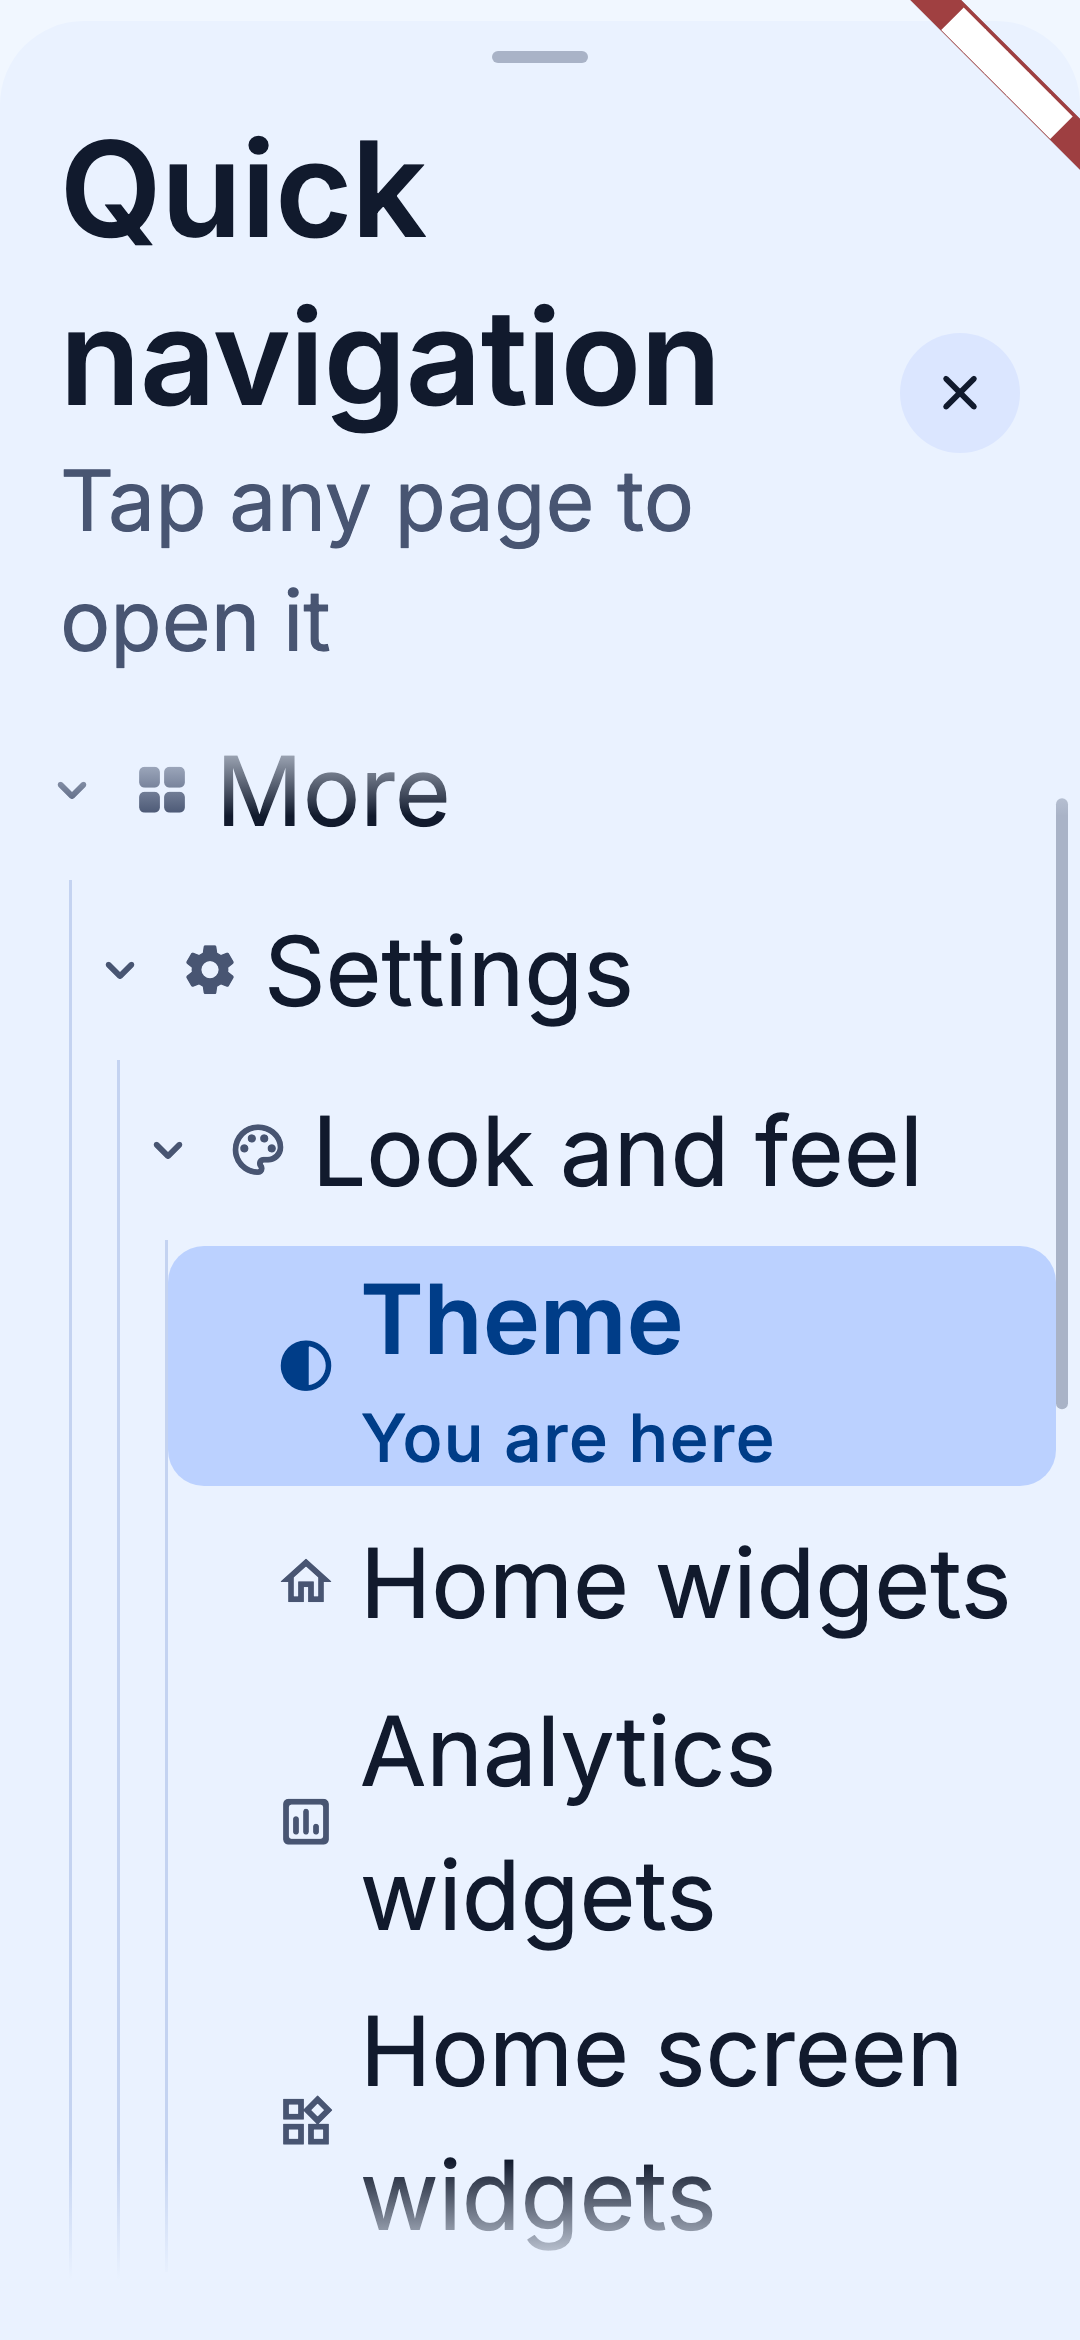 Quick
navigation
Tap any page to
open it
More
Settings
Look and feel
Theme
You are here
Home widgets
Analytics
widgets
Home screen
widgets